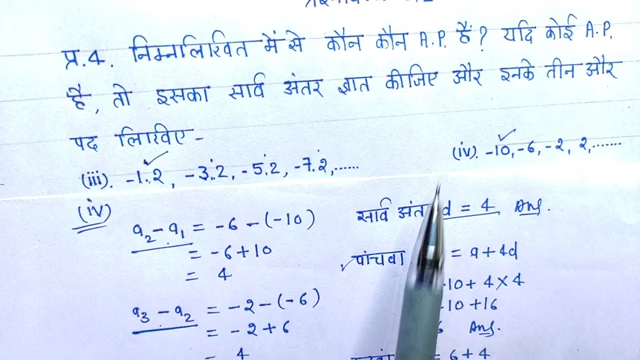 प्र.4. निम्नलिखित में से कौन कौन A.P. हैं? यदि कोई A.P.
है, तो इसका सार्व अंतर ज्ञात कीजिए और इनके तीन और
पद लिखिए-
(iii). -1.2, -3.2, -5.2, -7.2,......
(iv). -10, -6, -2, 2,.......
(iv)
a₂-a₁ = -6-(-10)
= -6+10
= 4
a₃-a₂ = -2-(-6)
= -2+6
= 4
सार्व अंत d = 4 Ans.
पांचवा = a+4d
10+4×4
10+16
Ans.
= 6+4